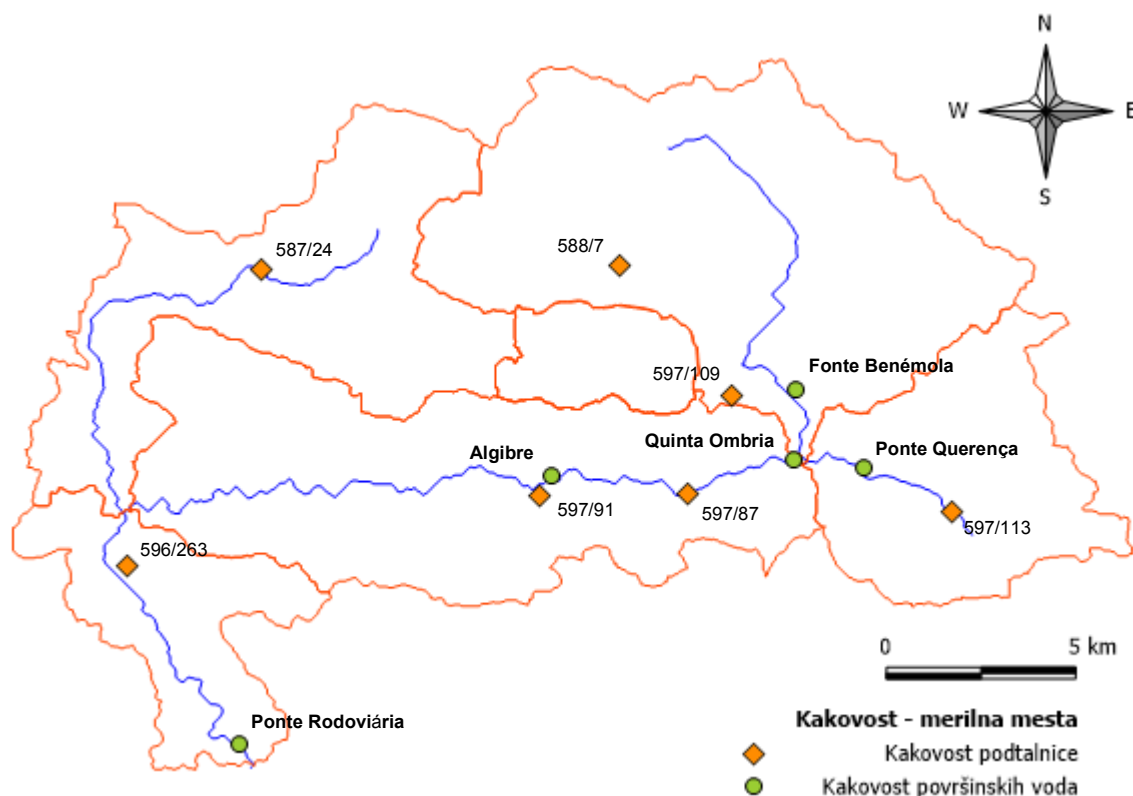 N
W
E
S
587/24
588/7
597/109
Fonte Benémola
Quinta Ombria
Ponte Querença
Algibre
597/91
597/87
597/113
596/263
Ponte Rodoviária
0
5 km
Kakovost - merilna mesta
Kakovost podtalnice
Kakovost površinskih voda